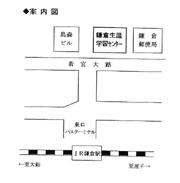 ◆案内図
島森
ビル
鎌倉生涯
学習センター
鎌倉
郵便局
若宮大路
東口
バスターミナル
JR鎌倉駅
←至大船
至逗子→